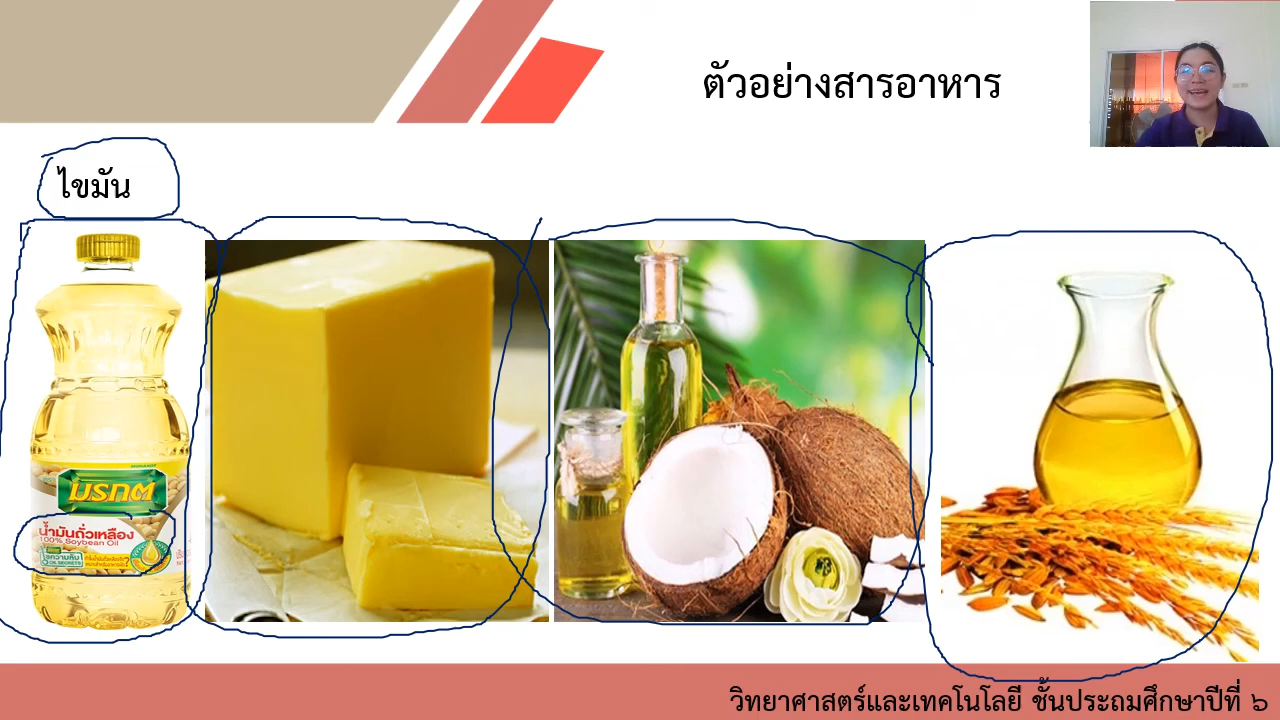 ตัวอย่างสารอาหาร
ไขมัน
มรกต
น้ำมันถั่วเหลือง
100% Soybean Oil
วิทยาศาสตร์และเทคโนโลยี ชั้นประถมศึกษาปีที่ ๖